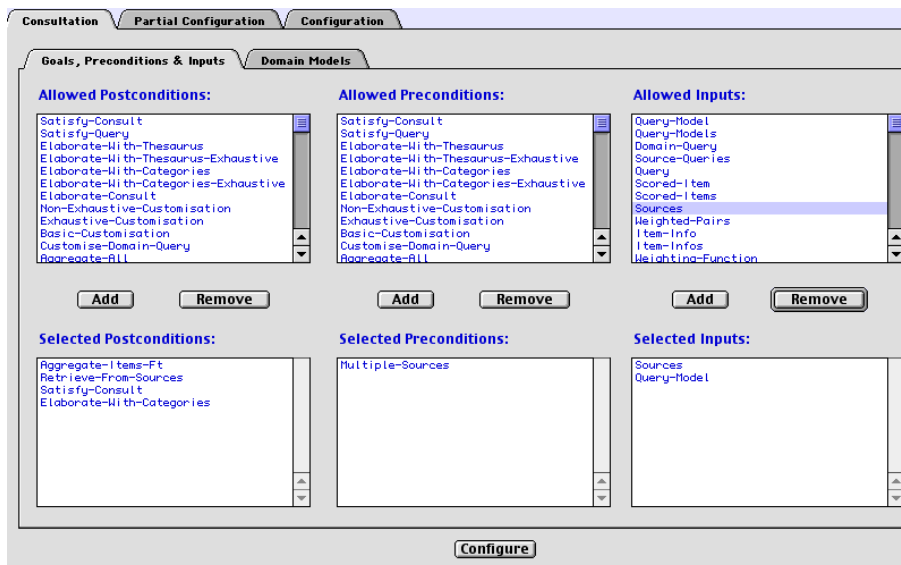 Consultation
Partial Configuration
Configuration
Goals, Preconditions & Inputs
Domain Models
Allowed Postconditions:
Satisfy-Consult
Satisfy-Query
Elaborate-With-Thesaurus
Elaborate-With-Thesaurus-Exhaustive
Elaborate-With-Categories
Elaborate-With-Categories-Exhaustive
Elaborate-Consult
Non-Exhaustive-Customisation
Exhaustive-Customisation
Basic-Customisation
Customise-Domain-Query
Aggregate-All
Allowed Preconditions:
Satisfy-Consult
Satisfy-Query
Elaborate-With-Thesaurus
Elaborate-With-Thesaurus-Exhaustive
Elaborate-With-Categories
Elaborate-With-Categories-Exhaustive
Elaborate-Consult
Non-Exhaustive-Customisation
Exhaustive-Customisation
Basic-Customisation
Customise-Domain-Query
Aggregate-All
Allowed Inputs:
Query-Model
Query-Models
Domain-Query
Source-Queries
Query
Scored-Item
Scored-Items
Sources
Weighted-Pairs
Item-Info
Item-Infos
Weighting-Function
Add
Remove
Add
Remove
Add
Remove
Selected Postconditions:
Aggregate-Items-Ft
Retrieve-From-Sources
Satisfy-Consult
Elaborate-With-Categories
Selected Preconditions:
Multiple-Sources
Selected Inputs:
Sources
Query-Model
Configure